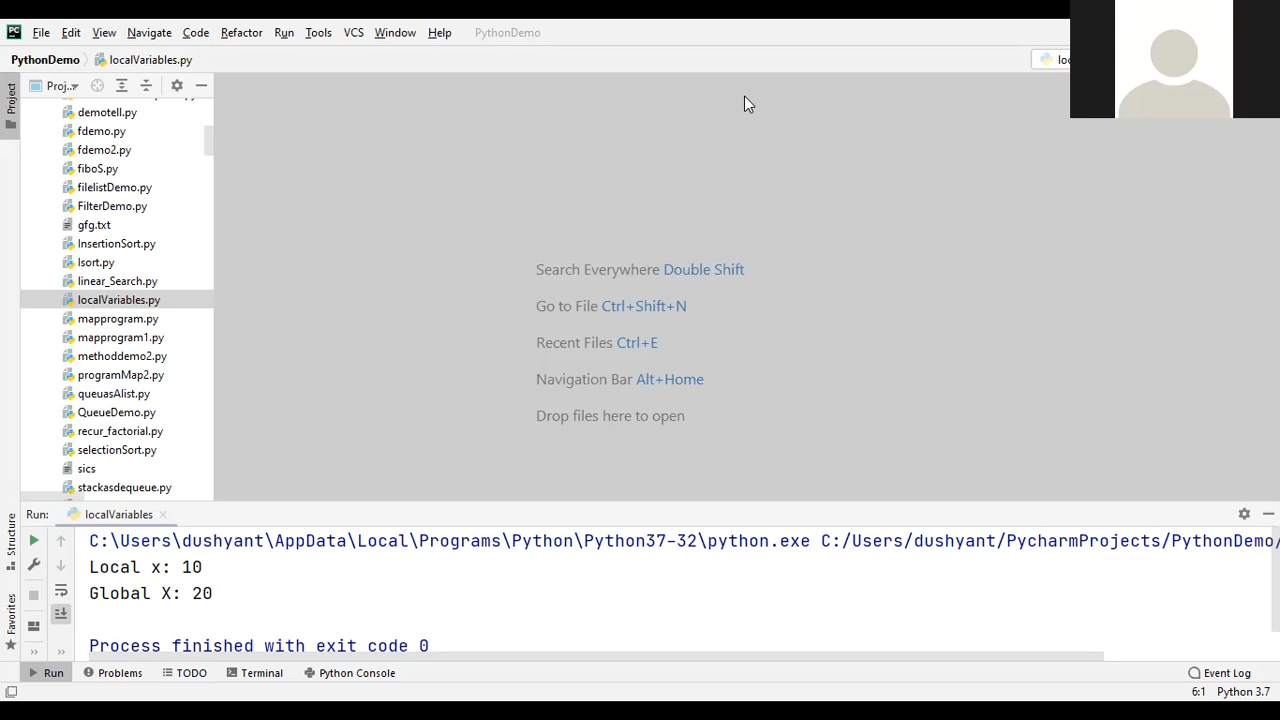 PC File Edit View Navigate Code Refactor Run Tools VCS Window Help PythonDemo
PythonDemo localVariables.py
Project
Proj...
demotell.py
fdemo.py
fdemo2.py
fiboS.py
filelistDemo.py
FilterDemo.py
gfg.txt
InsertionSort.py
lsort.py
linear_Search.py
localVariables.py
mapprogram.py
mapprogram1.py
methoddemo2.py
programMap2.py
queuasAlist.py
QueueDemo.py
recur_factorial.py
selectionSort.py
sics
stackasdequeue.py
Search Everywhere Double Shift
Go to File Ctrl+Shift+N
Recent Files Ctrl+E
Navigation Bar Alt+Home
Drop files here to open
Structure
Favorites
Run: localVariables
C:\Users\dushyant\AppData\Local\Programs\Python\Python37-32\python.exe C:/Users/dushyant/PycharmProjects/PythonDemo/
Local x: 10
Global X: 20
Process finished with exit code 0
Run Problems TODO Terminal Python Console Event Log
6:1 Python 3.7